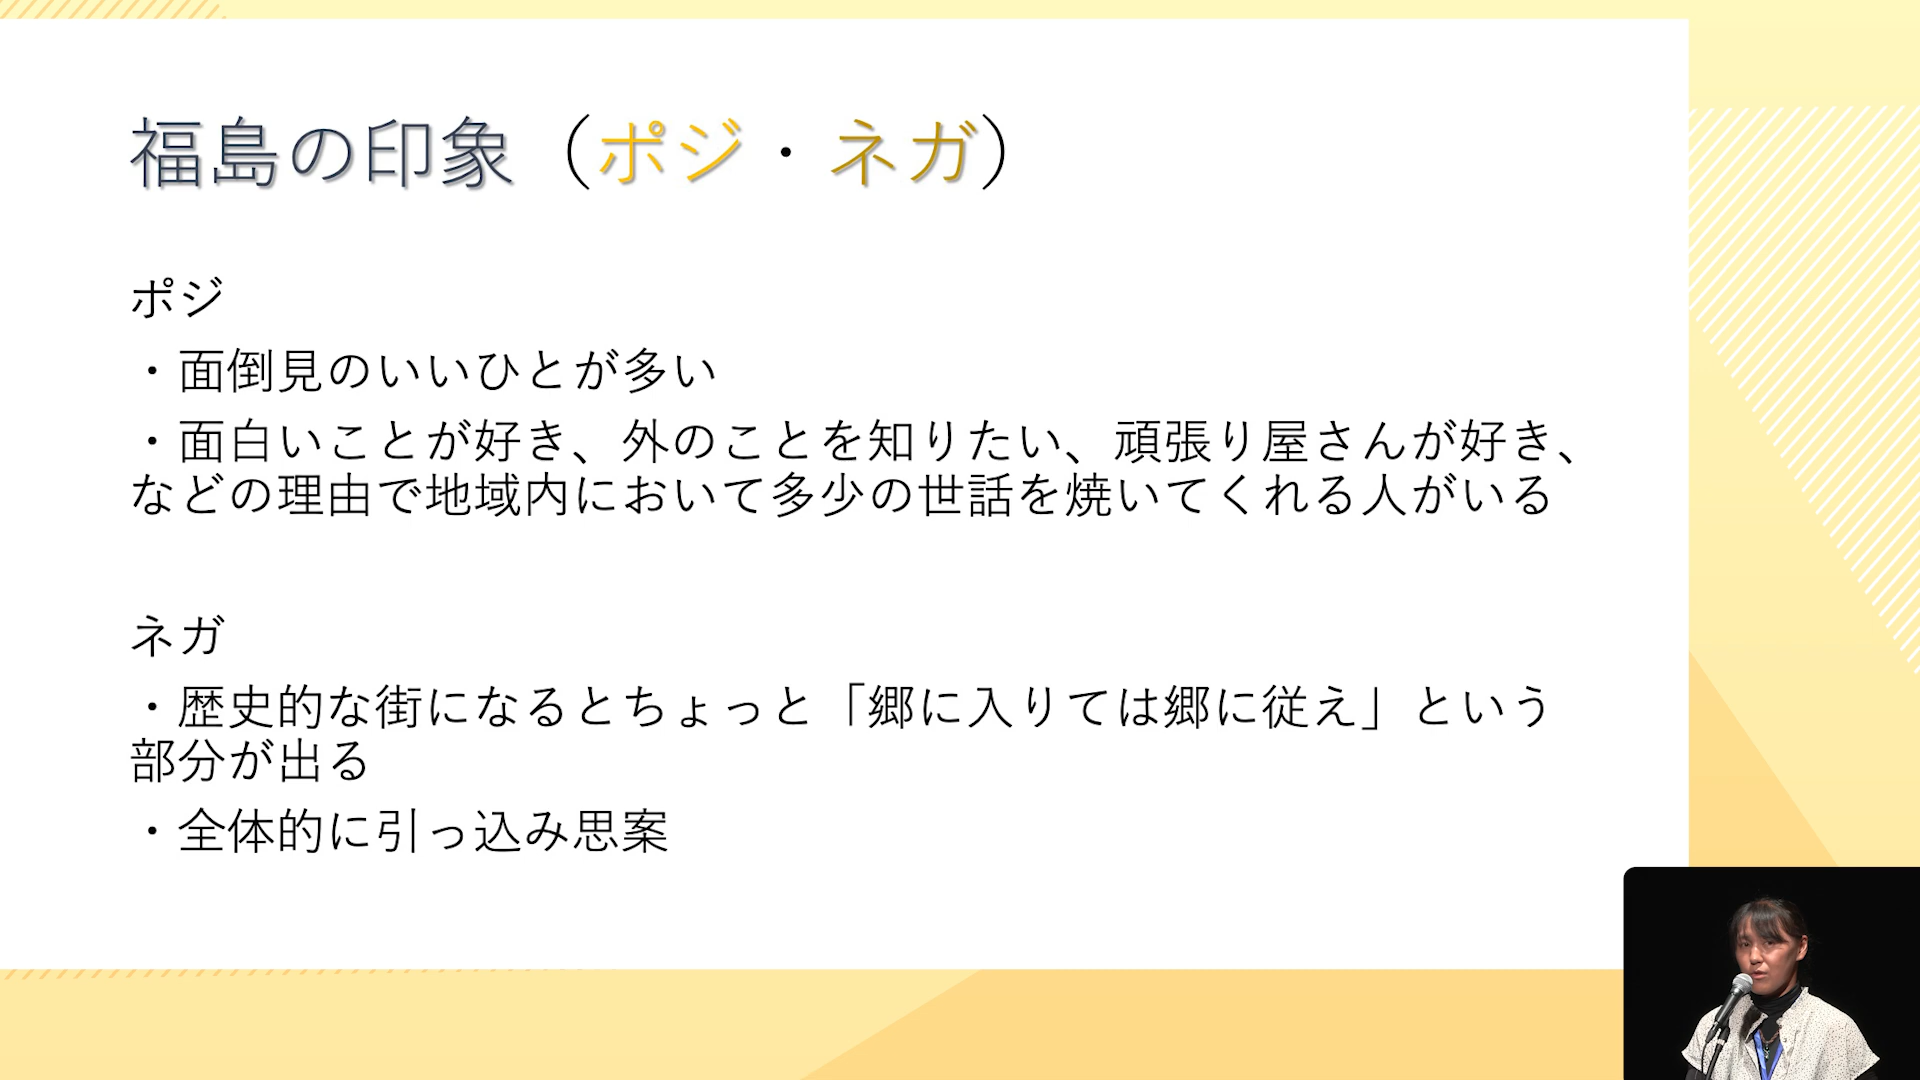 福島の印象（ポジ・ネガ）
ポジ
・面倒見のいいひとが多い
・面白いことが好き、外のことを知りたい、頑張り屋さんが好き、
などの理由で地域内において多少の世話を焼いてくれる人がいる
ネガ
・歴史的な街になるとちょっと「郷に入りては郷に従え」という
部分が出る
・全体的に引っ込み思案